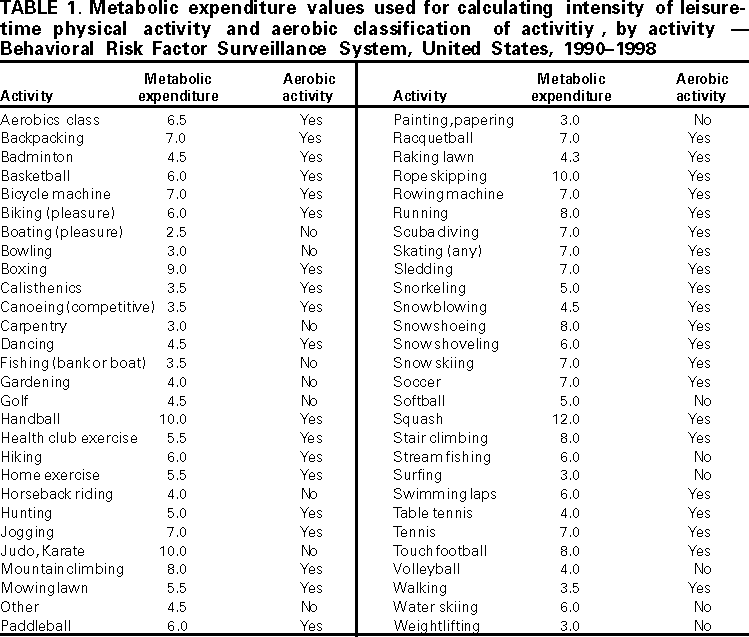 TABLE 1. Metabolic expenditure values used for calculating intensity of leisure-
time physical activity and aerobic classification of activitiy, by activity —
Behavioral Risk Factor Surveillance System, United States, 1990–1998
Metabolic Aerobic Metabolic Aerobic
Activity expenditure activity Activity expenditure activity
Aerobics class 6.5 Yes Painting, papering 3.0 No
Backpacking 7.0 Yes Racquetball 7.0 Yes
Badminton 4.5 Yes Raking lawn 4.3 Yes
Basketball 6.0 Yes Rope skipping 10.0 Yes
Bicycle machine 7.0 Yes Rowing machine 7.0 Yes
Biking (pleasure) 6.0 Yes Running 8.0 Yes
Boating (pleasure) 2.5 No Scuba diving 7.0 Yes
Bowling 3.0 No Skating (any) 7.0 Yes
Boxing 9.0 Yes Sledding 7.0 Yes
Calisthenics 3.5 Yes Snorkeling 5.0 Yes
Canoeing (competitive) 3.5 Yes Snowblowing 4.5 Yes
Carpentry 3.0 No Snowshoeing 8.0 Yes
Dancing 4.5 Yes Snow shoveling 6.0 Yes
Fishing (bank or boat) 3.5 No Snow skiing 7.0 Yes
Gardening 4.0 No Soccer 7.0 Yes
Golf 4.5 No Softball 5.0 No
Handball 10.0 Yes Squash 12.0 Yes
Health club exercise 5.5 Yes Stair climbing 8.0 Yes
Hiking 6.0 Yes Stream fishing 6.0 No
Home exercise 5.5 Yes Surfing 3.0 No
Horseback riding 4.0 No Swimming laps 6.0 Yes
Hunting 5.0 Yes Table tennis 4.0 Yes
Jogging 7.0 Yes Tennis 7.0 Yes
Judo, Karate 10.0 No Touch football 8.0 Yes
Mountain climbing 8.0 Yes Volleyball 4.0 No
Mowing lawn 5.5 Yes Walking 3.5 Yes
Other 4.5 No Water skiing 6.0 No
Paddleball 6.0 Yes Weightlifting 3.0 No